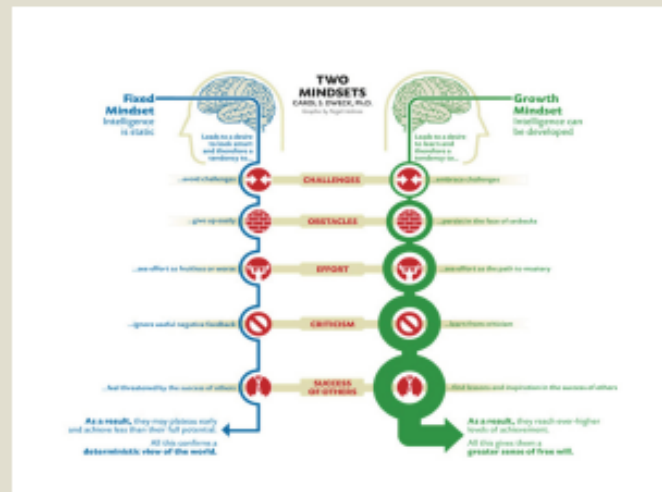 TWO
MINDSETS
CAROL S. DWECK, Ph.D.
Graphic by Nigel Holmes
Fixed
Mindset
Intelligence
is static
Leads to a desire
to look smart
and therefore a
tendency to...
Growth
Mindset
Intelligence can
be developed
Leads to a desire
to learn and
therefore a
tendency to...
...avoid challenges
CHALLENGES
...embrace challenges
...give up easily
OBSTACLES
...persist in the face of setbacks
...see effort as fruitless or worse
EFFORT
...see effort as the path to mastery
...ignore useful negative feedback
CRITICISM
...learn from criticism
...feel threatened by the success of others
SUCCESS
OF OTHERS
...find lessons and inspiration in the success of others
As a result, they may plateau early
and achieve less than their full potential.
All this confirms a
deterministic view of the world.
As a result, they reach ever-higher
levels of achievement.
All this gives them a
greater sense of free will.